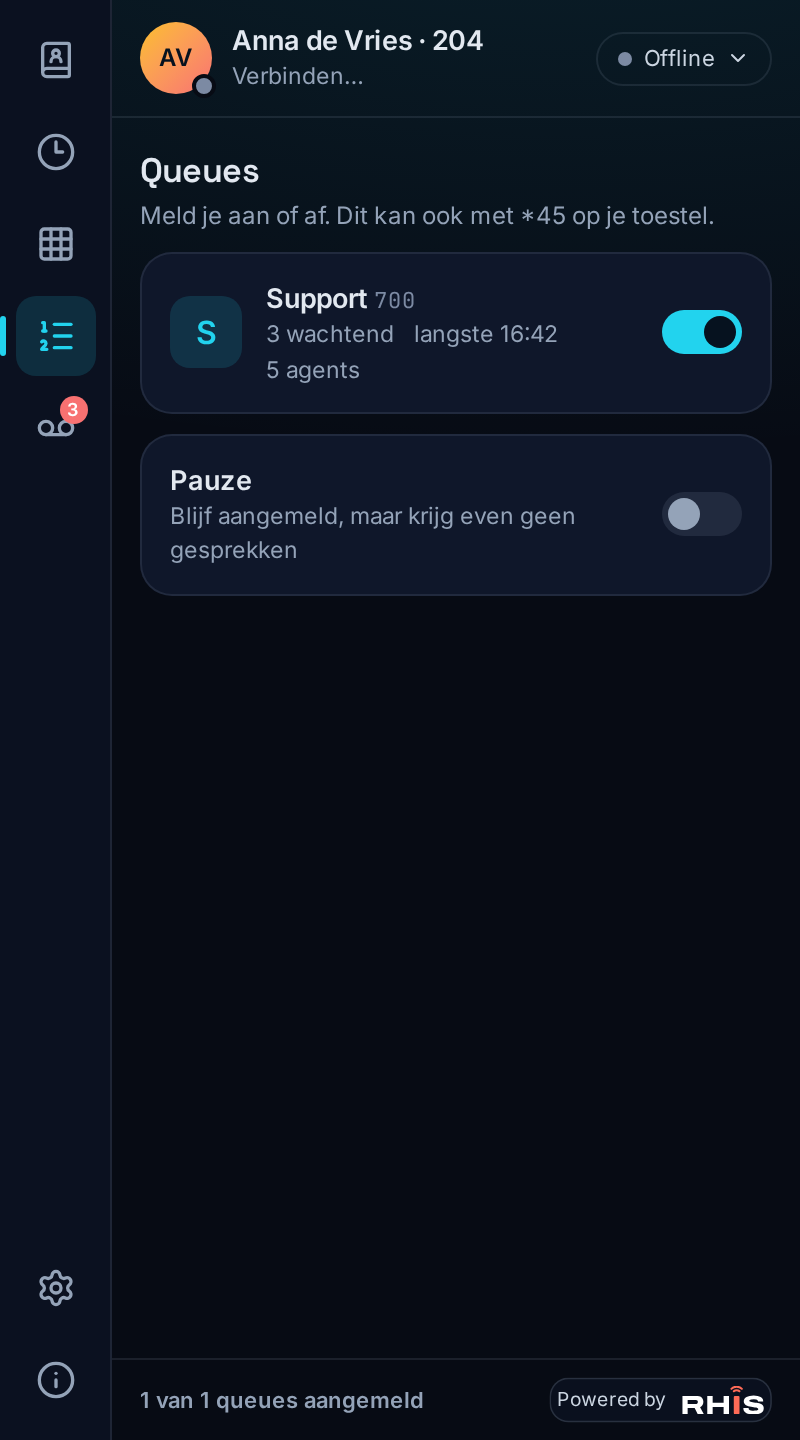 AV
Anna de Vries · 204
Verbinden...
Offline
Queues
Meld je aan of af. Dit kan ook met *45 op je toestel.
S
Support 700
3 wachtend langste 16:42
5 agents
3
Pauze
Blijf aangemeld, maar krijg even geen
gesprekken
1 van 1 queues aangemeld
Powered by RHiS